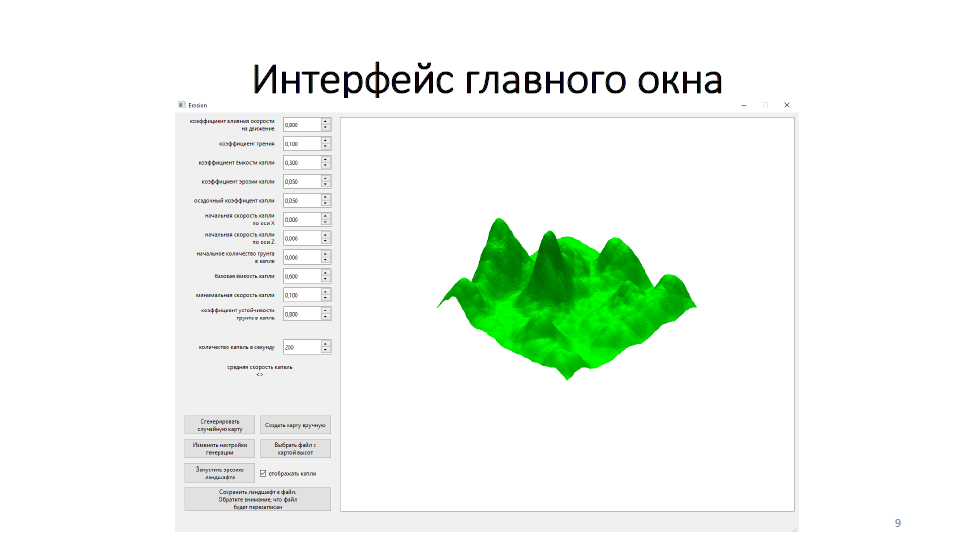 Интерфейс главного окна
Erosion
коэффициент влияния скорости
на движение
0,800
коэффициент трения
0,100
коэффициент ёмкости капли
0,300
коэффициент эрозии капли
0,050
осадочный коэффицент капли
0,050
начальная скорость капли
по оси X
0,000
начальная скорость капли
по оси Z
0,000
начальное количество грунта
в капле
0,000
базовая ёмкость капли
0,600
минимальная скорость капли
0,100
коэффициент устойчивости
грунта в капле
0,800
количество капель в секунду
200
средняя скорость капель
<>
Сгенерировать
случайную карту
Создать карту вручную
Изменить настройки
генерации
Выбрать файл с
картой высот
Запустить эрозию
ландшафта
отображать капли
Сохранить ландшафт в файл.
Обратите внимание, что файл
будет перезаписан
9